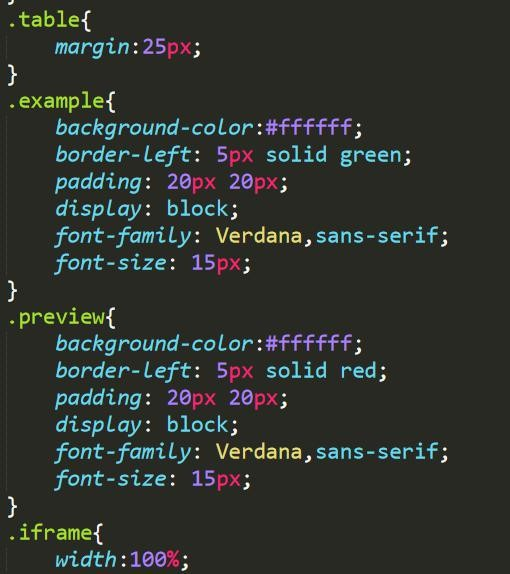 }
.table{
    margin:25px;
}
.example{
    background-color:#ffffff;
    border-left: 5px solid green;
    padding: 20px 20px;
    display: block;
    font-family: Verdana,sans-serif;
    font-size: 15px;
}
.preview{
    background-color:#ffffff;
    border-left: 5px solid red;
    padding: 20px 20px;
    display: block;
    font-family: Verdana,sans-serif;
    font-size: 15px;
}
.iframe{
    width:100%;